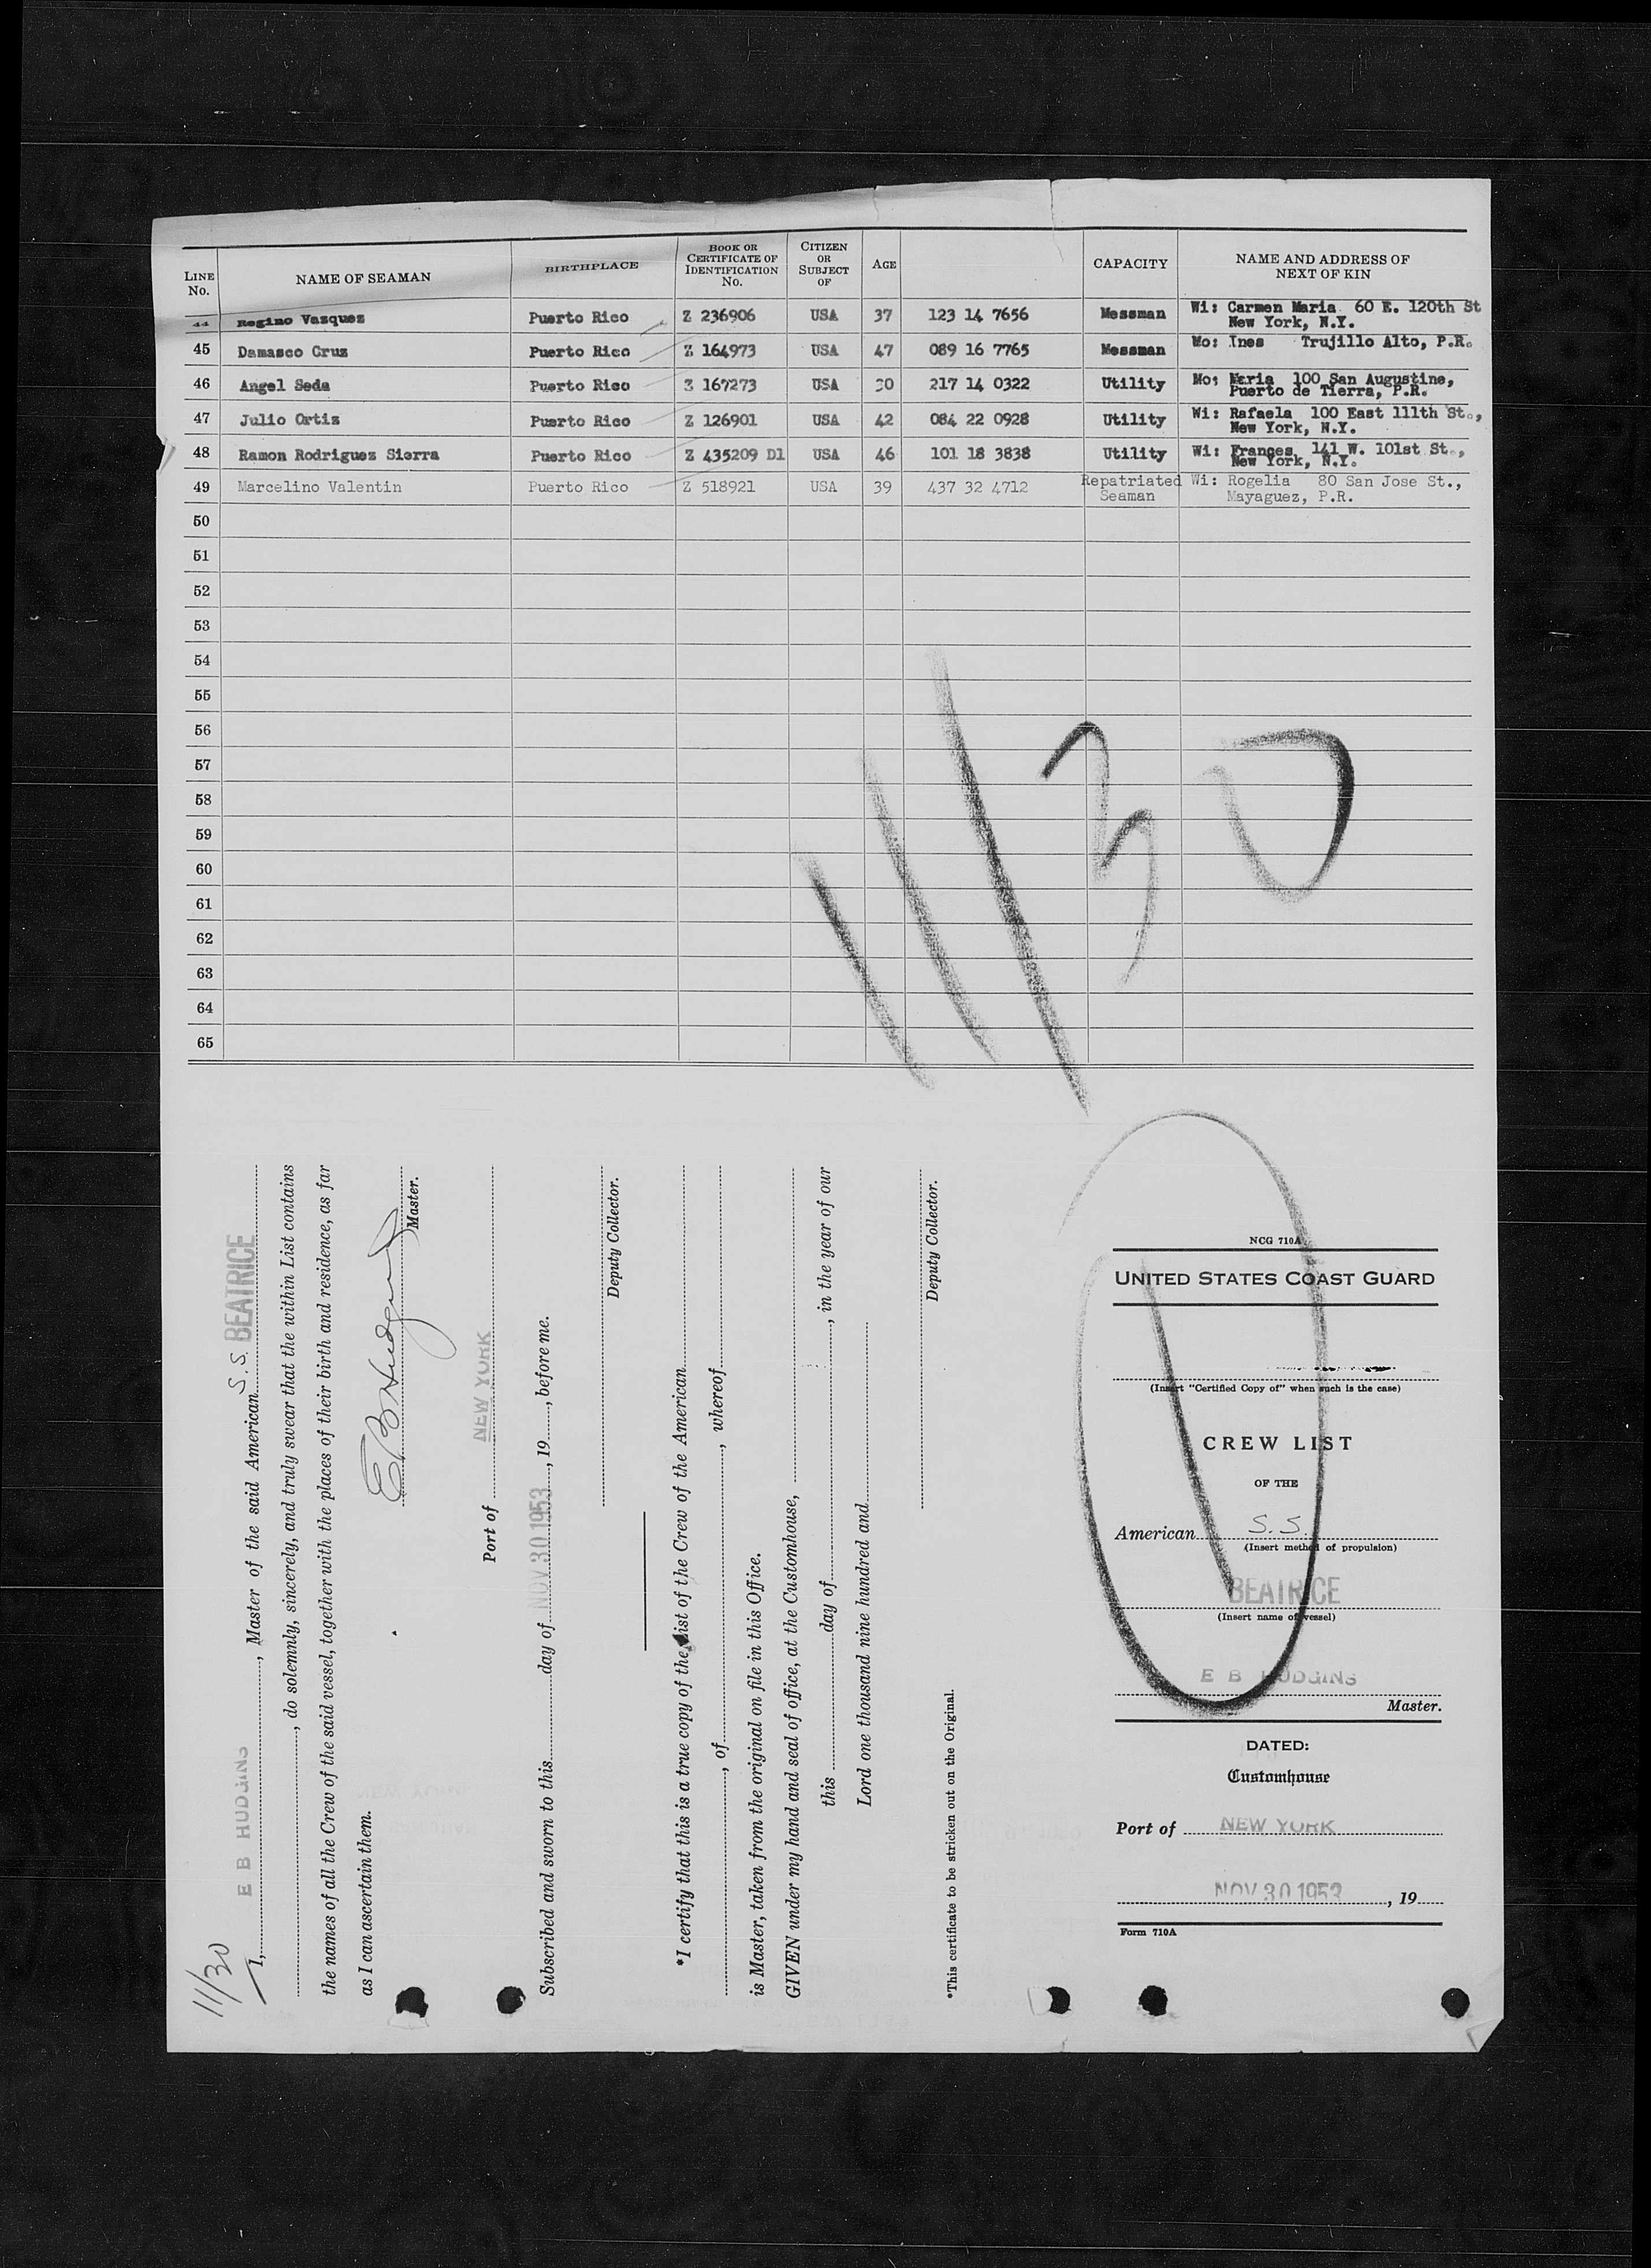 LINE No. NAME OF SEAMAN BIRTHPLACE BOOK OR CERTIFICATE OF IDENTIFICATION No. CITIZEN OR SUBJECT OF AGE CAPACITY NAME AND ADDRESS OF NEXT OF KIN
44 Regino Vazquez Puerto Rico Z 236906 USA 37 123 14 7656 Messman Wi: Carmen Maria 60 E. 120th St
New York, N.Y.
45 Damasco Cruz Puerto Rico Z 164973 USA 47 089 16 7765 Messman Mo: Ines Trujillo Alto, P.R.
46 Angel Seda Puerto Rico Z 167273 USA 30 217 14 0322 Utility Mo: Maria 100 San Augustine,
Puerto de Tierra, P.R.
47 Julio Ortiz Puerto Rico Z 126901 USA 42 084 22 0928 Utility Wi: Rafaela 100 East 111th St.,
New York, N.Y.
48 Ramon Rodriguez Sierra Puerto Rico Z 435209 D1 USA 46 101 18 3838 Utility Wi: Frances 141 W. 101st St.,
New York, N.Y.
49 Marcelino Valentin Puerto Rico Z 518921 USA 39 437 32 4712 Repatriated Seaman Wi: Rogelia 80 San Jose St.,
Mayaguez, P.R.
50
51
52
53
54
55
56
57
58
59
60
61
62
63
64
65
11/30
11/30
I, E B HUDGINS, Master of the said American S.S. BEATRICE
, do solemnly, sincerely, and truly swear that the within List contains
the names of all the Crew of the said vessel, together with the places of their birth and residence, as far
as I can ascertain them.
E B Hudgins
Master.
Port of NEW YORK
Subscribed and sworn to this day of NOV 30 1953, 19, before me.
Deputy Collector.
*I certify that this is a true copy of the List of the Crew of the American
, of, whereof
is Master, taken from the original on file in this Office.
GIVEN under my hand and seal of office, at the Customhouse,
this day of, in the year of our
Lord one thousand nine hundred and
Deputy Collector.
*This certificate to be stricken out on the Original.
NCG 710A
UNITED STATES COAST GUARD
(Insert "Certified Copy of" when such is the case)
CREW LIST
OF THE
American S.S.
(Insert method of propulsion)
BEATRICE
(Insert name of vessel)
E B HUDGINS
Master.
DATED:
Customhouse
Port of NEW YORK
NOV 30 1953, 19
Form 710A